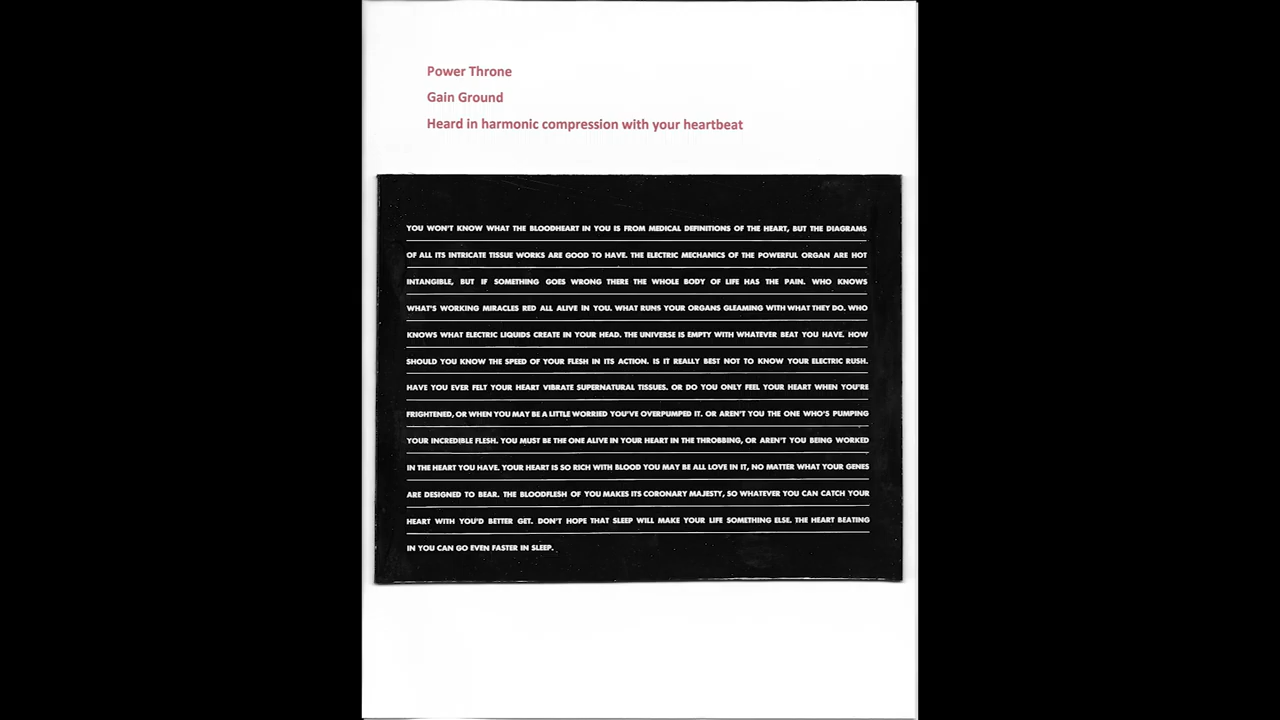 Power Throne
Gain Ground
Heard in harmonic compression with your heartbeat
YOU WON'T KNOW WHAT THE BLOODHEART IN YOU IS FROM MEDICAL DEFINITIONS OF THE HEART, BUT THE DIAGRAMS
OF ALL ITS INTRICATE TISSUE WORKS ARE GOOD TO HAVE. THE ELECTRIC MECHANICS OF THE POWERFUL ORGAN ARE HOT
INTANGIBLE, BUT IF SOMETHING GOES WRONG THERE THE WHOLE BODY OF LIFE HAS THE PAIN. WHO KNOWS
WHAT'S WORKING MIRACLES RED ALL ALIVE IN YOU. WHAT RUNS YOUR ORGANS GLEAMING WITH WHAT THEY DO. WHO
KNOWS WHAT ELECTRIC LIQUIDS CREATE IN YOUR HEAD. THE UNIVERSE IS EMPTY WITH WHATEVER BEAT YOU HAVE. HOW
SHOULD YOU KNOW THE SPEED OF YOUR FLESH IN ITS ACTION. IS IT REALLY BEST NOT TO KNOW YOUR ELECTRIC RUSH.
HAVE YOU EVER FELT YOUR HEART VIBRATE SUPERNATURAL TISSUES. OR DO YOU ONLY FEEL YOUR HEART WHEN YOU'RE
FRIGHTENED, OR WHEN YOU MAY BE A LITTLE WORRIED YOU'VE OVERPUMPED IT. OR AREN'T YOU THE ONE WHO'S PUMPING
YOUR INCREDIBLE FLESH. YOU MUST BE THE ONE ALIVE IN YOUR HEART IN THE THROBBING, OR AREN'T YOU BEING WORKED
IN THE HEART YOU HAVE. YOUR HEART IS SO RICH WITH BLOOD YOU MAY BE ALL LOVE IN IT, NO MATTER WHAT YOUR GENES
ARE DESIGNED TO BEAR. THE BLOODFLESH OF YOU MAKES ITS CORONARY MAJESTY, SO WHATEVER YOU CAN CATCH YOUR
HEART WITH YOU'D BETTER GET. DON'T HOPE THAT SLEEP WILL MAKE YOUR LIFE SOMETHING ELSE. THE HEART BEATING
IN YOU CAN GO EVEN FASTER IN SLEEP.